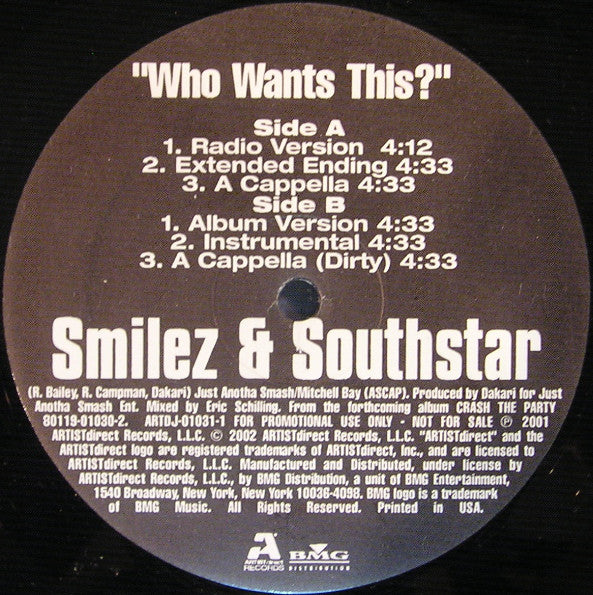 "Who Wants This?"
Side A
1. Radio Version 4:12
2. Extended Ending 4:33
3. A Cappella 4:33
Side B
1. Album Version 4:33
2. Instrumental 4:33
3. A Cappella (Dirty) 4:33
Smilez & Southstar
(R. Bailey, R. Campman, Dakari) Just Anotha Smash/Mitchell Bay (ASCAP). Produced by Dakari for Just
Anotha Smash Ent. Mixed by Eric Schilling. From the forthcoming album CRASH THE PARTY
80119-01030-2. ARTDJ-01031-1 FOR PROMOTIONAL USE ONLY - NOT FOR SALE ℗ 2001
ARTISTdirect Records, L.L.C. © 2002 ARTISTdirect Records, L.L.C. "ARTISTdirect" and the
ARTISTdirect logo are registered trademarks of ARTISTdirect, Inc., and are licensed to
ARTISTdirect Records, L.L.C. Manufactured and Distributed, under license by
ARTISTdirect Records, L.L.C., by BMG Distribution, a unit of BMG Entertainment,
1540 Broadway, New York, New York 10036-4098. BMG logo is a trademark
of BMG Music. All Rights Reserved. Printed in USA.
A
ARTISTdirect
RECORDS
BMG
DISTRIBUTION